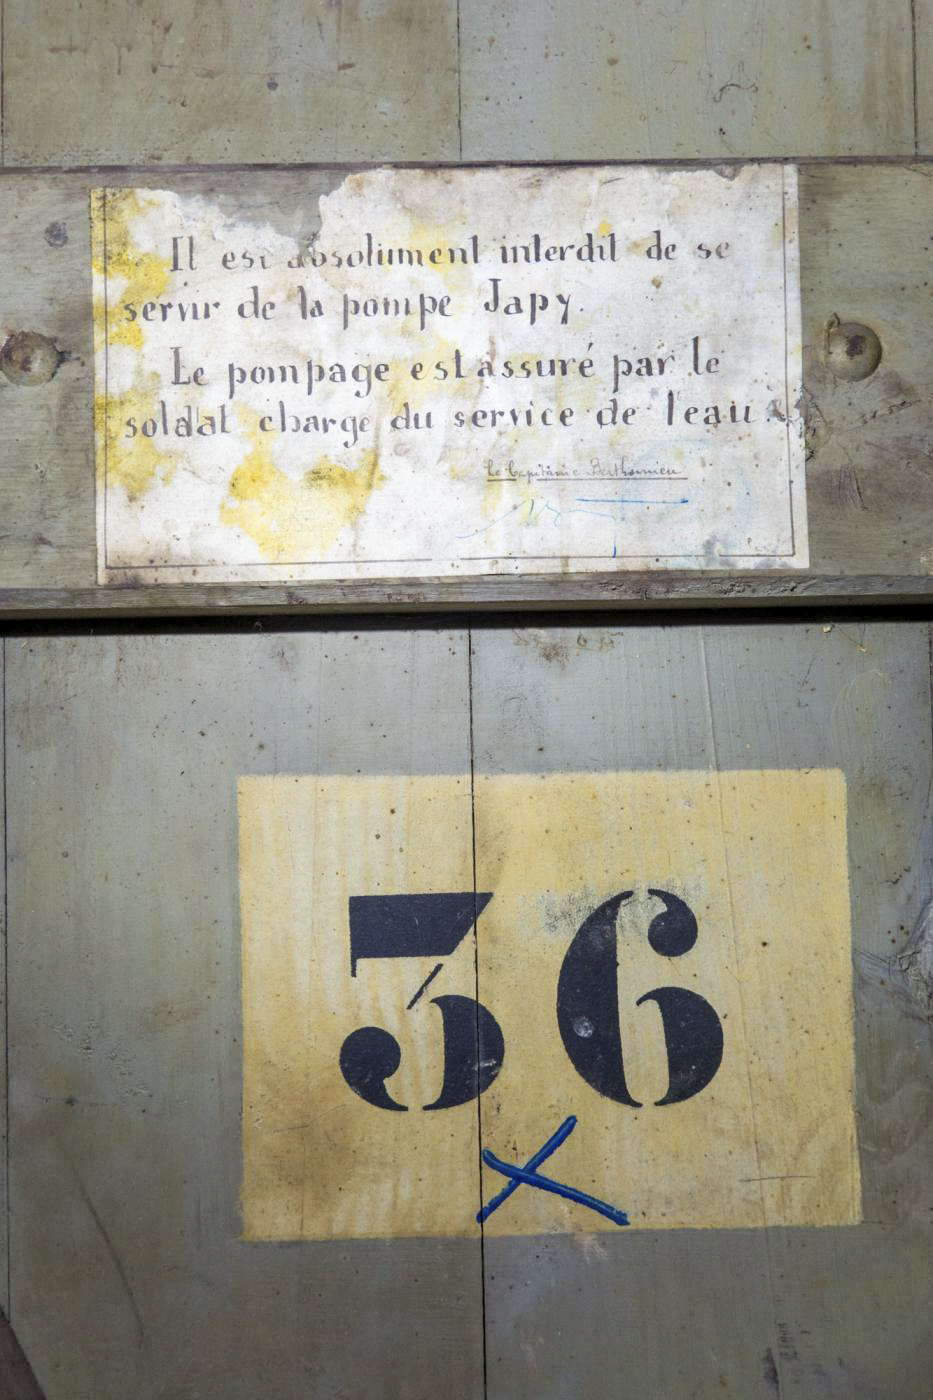 Il est absolument interdit de se
servir de la pompe Japy.
Le pompage est assuré par le
soldat chargé du service de l'eau.
Le Capitaine Berthomieu
36